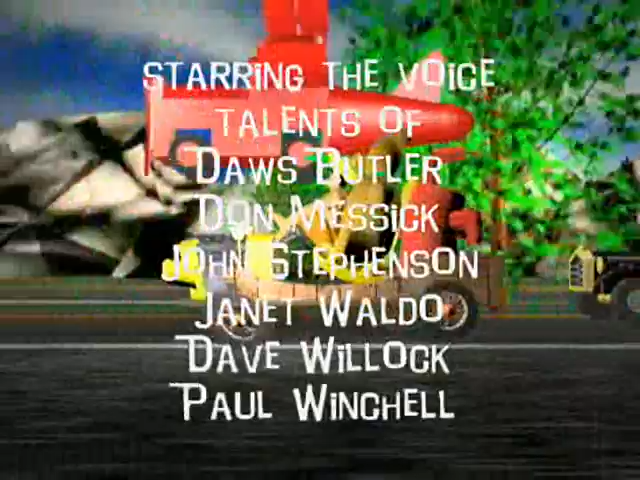 STARRiNG THE VOiCE
TALENTS OF
DAWS BUTLER
DON MESSICK
JOHN STEPHENSON
JANET WALDO
DAVE WiLLOCK
PAUL WiNCHELL